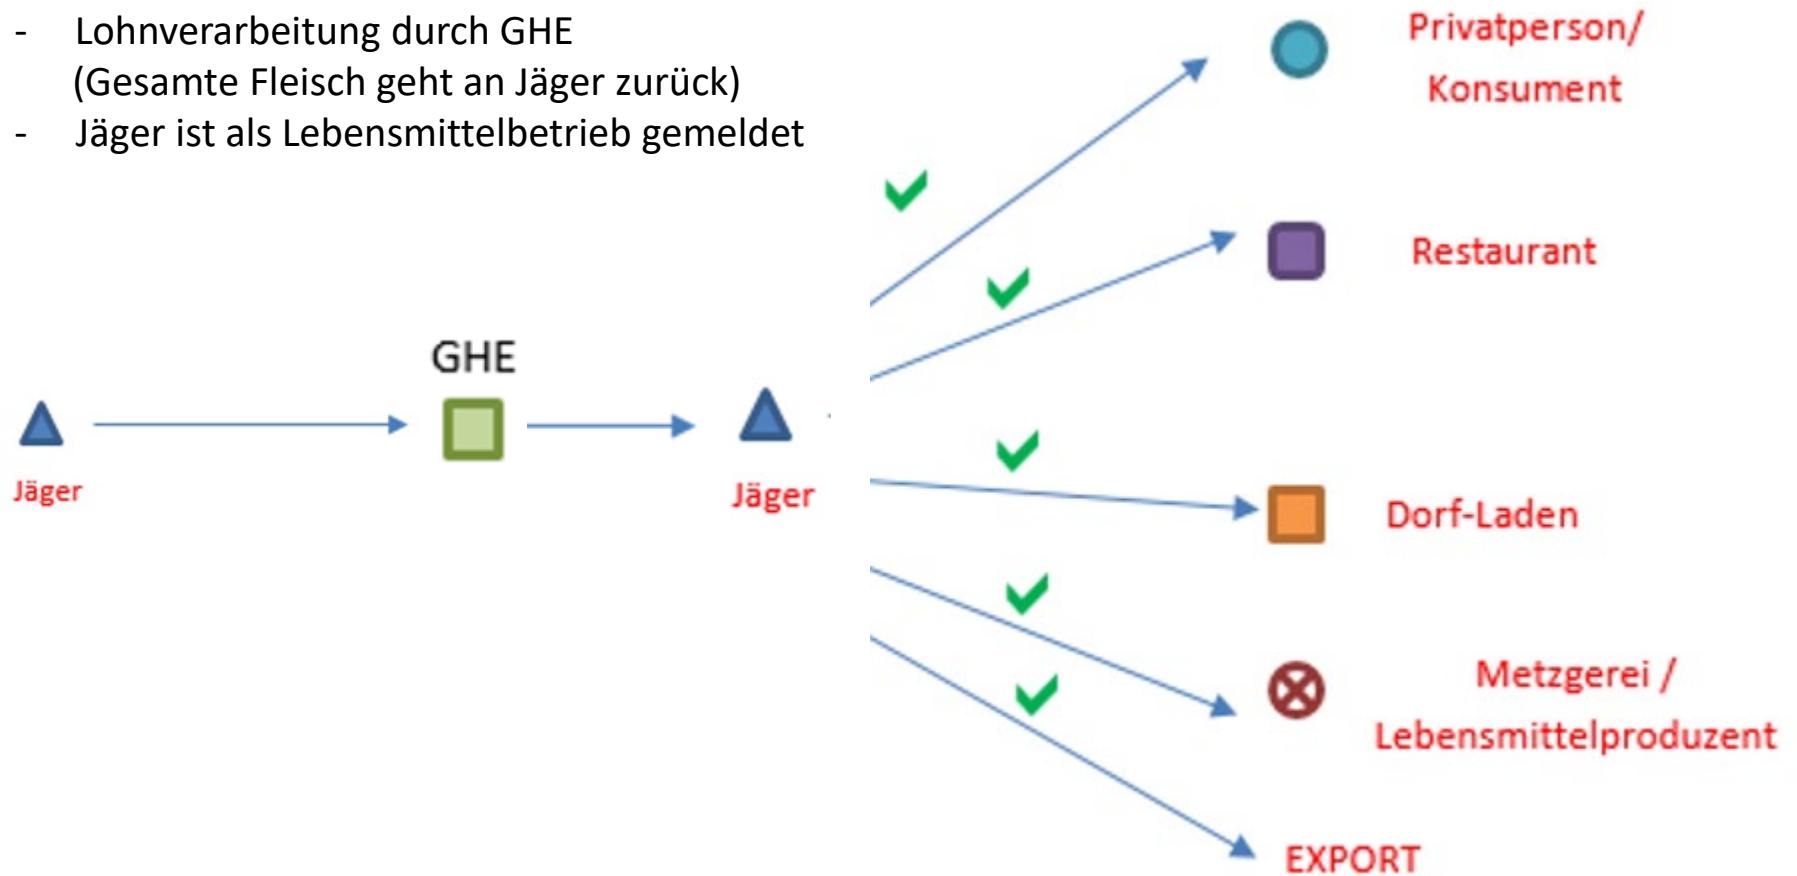 - Lohnverarbeitung durch GHE
(Gesamte Fleisch geht an Jäger zurück)
- Jäger ist als Lebensmittelbetrieb gemeldet
Privatperson/
Konsument
Restaurant
GHE
Jäger
Jäger
Dorf-Laden
Metzgerei /
Lebensmittelproduzent
EXPORT